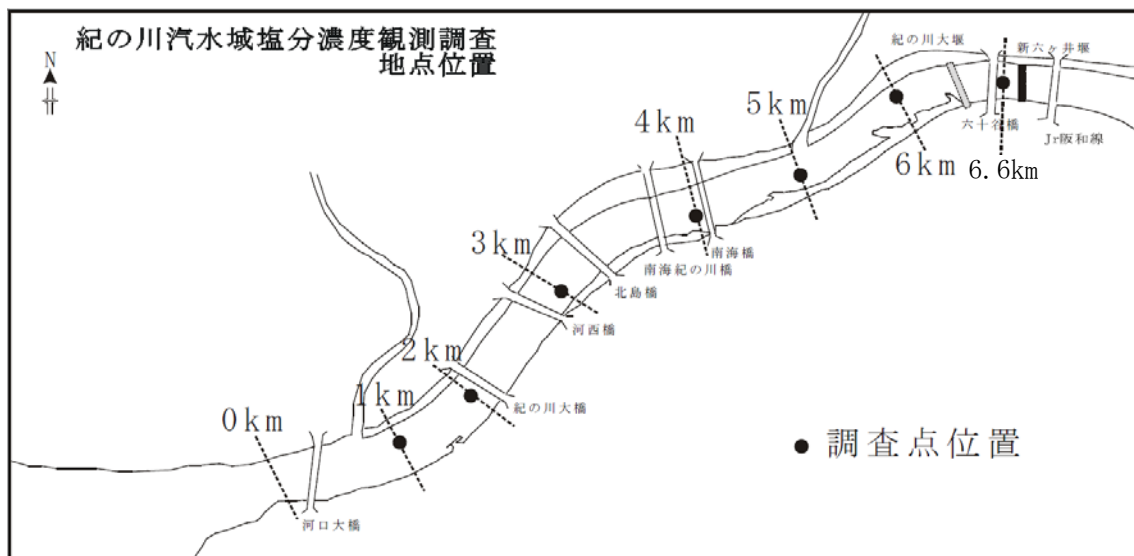 紀の川汽水域塩分濃度観測調査
地点位置
N
紀の川大堰
新六ヶ井堰
5km
4km
六十谷橋
Jr阪和線
6km
6.6km
3km
南海橋
南海紀の川橋
北島橋
河西橋
2km
1km
紀の川大橋
0km
● 調査点位置
河口大橋